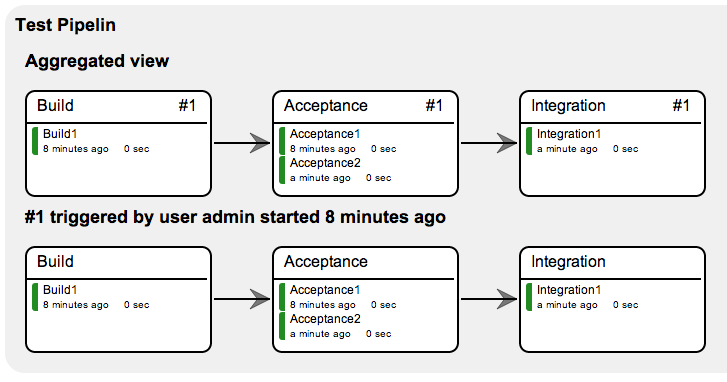 Test Pipelin
Aggregated view
Build #1
Build1
8 minutes ago 0 sec
Acceptance #1
Acceptance1
8 minutes ago 0 sec
Acceptance2
a minute ago 0 sec
Integration #1
Integration1
a minute ago 0 sec
#1 triggered by user admin started 8 minutes ago
Build
Build1
8 minutes ago 0 sec
Acceptance
Acceptance1
8 minutes ago 0 sec
Acceptance2
a minute ago 0 sec
Integration
Integration1
a minute ago 0 sec